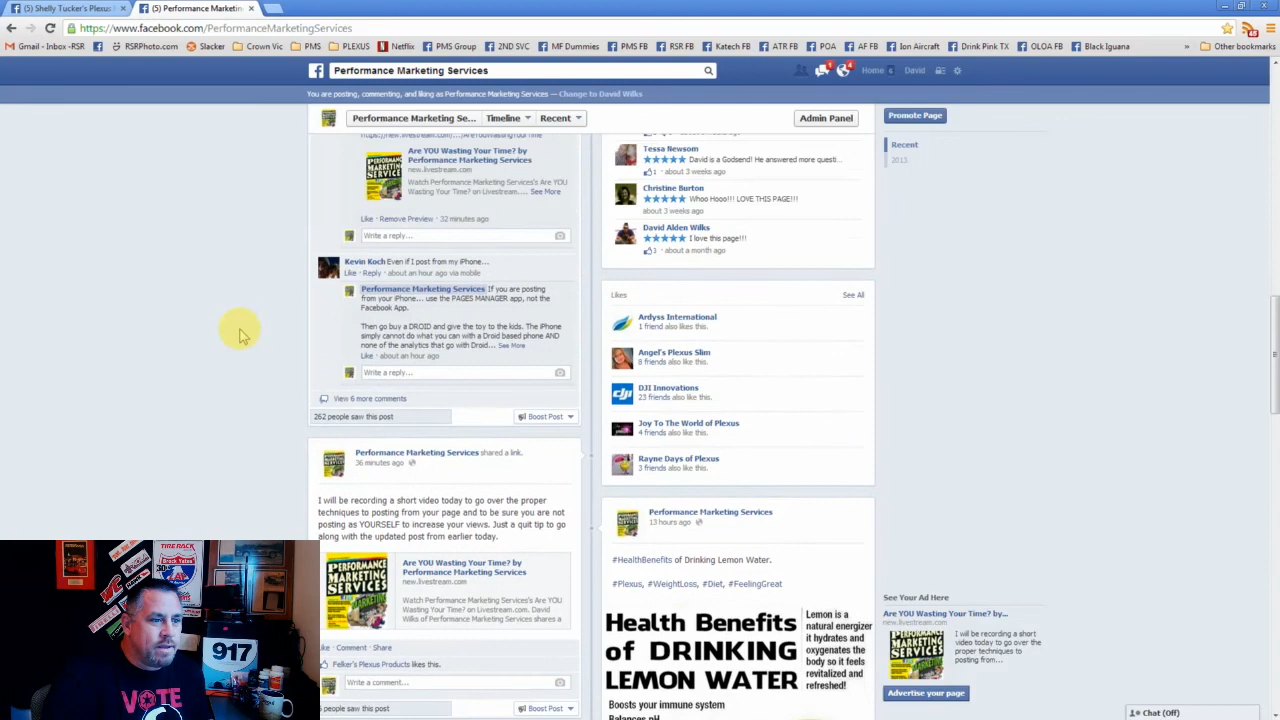 (5) Shelly Tucker's Plexus
(5) Performance Marketin
https://www.facebook.com/PerformanceMarketingServices
45
Gmail - Inbox -RSR
RSRPhoto.com
Slacker
Crown Vic
PMS
PLEXUS
Netflix
PMS Group
2ND SVC
MF Dummies
PMS FB
RSR FB
Katech FB
ATR FB
POA
AF FB
Ion Aircraft
Drink Pink TX
OLOA FB
Black Iguana
»
Other bookmarks
Performance Marketing Services
1
4
Home 6
David
You are posting, commenting, and liking as Performance Marketing Services — Change to David Wilks
Performance Marketing Se...
Timeline
Recent
Admin Panel
Promote Page
Recent
2013
Are YOU Wasting Your Time? by
Performance Marketing Services
new.livestream.com
Watch Performance Marketing Services's Are YOU
Wasting Your Time? on Livestream.... See More
Like · Remove Preview · 32 minutes ago
Write a reply...
Kevin Koch Even if I post from my iPhone...
Like · Reply · about an hour ago via mobile
Performance Marketing Services If you are posting
from your iPhone... use the PAGES MANAGER app, not the
Facebook App.
Then go buy a DROID and give the toy to the kids. The iPhone
simply cannot do what you can with a Droid based phone AND
none of the analytics that go with Droid... See More
Like · about an hour ago
Write a reply...
View 6 more comments
262 people saw this post
Boost Post
Performance Marketing Services shared a link.
36 minutes ago
I will be recording a short video today to go over the proper
techniques to posting from your page and to be sure you are not
posting as YOURSELF to increase your views. Just a quit tip to go
along with the updated post from earlier today.
PERFORMANCE
MARKETING
SERVICES
Are YOU Wasting Your Time? by
Performance Marketing Services
new.livestream.com
Watch Performance Marketing Services's Are YOU
Wasting Your Time? on Livestream.com. David
Wilks of Performance Marketing Services shares a
Like · Comment · Share
Felker's Plexus Products likes this.
Write a comment...
people saw this post
Boost Post
Tessa Newsom
★★★★★ David is a Godsend! He answered more questi...
1 · about 3 weeks ago
Christine Burton
★★★★★ Whoo Hooo!!! LOVE THIS PAGE!!!
about 3 weeks ago
David Alden Wilks
★★★★★ I love this page!!!
3 · about a month ago
Likes
See All
Ardyss International
1 friend also likes this.
Angel's Plexus Slim
8 friends also like this.
DJI Innovations
23 friends also like this.
Joy To The World of Plexus
4 friends also like this.
Rayne Days of Plexus
3 friends also like this.
Performance Marketing Services
13 hours ago
#HealthBenefits of Drinking Lemon Water.
#Plexus, #WeightLoss, #Diet, #FeelingGreat
Health Benefits
of DRINKING
LEMON WATER
Lemon is a
natural energizer
it hydrates and
oxygenates the
body so it feels
revitalized and
refreshed!
Boosts your immune system
Balances pH
See Your Ad Here
Are YOU Wasting Your Time? by...
new.livestream.com
I will be recording a short
video today to go over the
proper techniques to
posting from...
Advertise your page
Chat (Off)
TIRE RACK
Brock Yates
917
VOTE